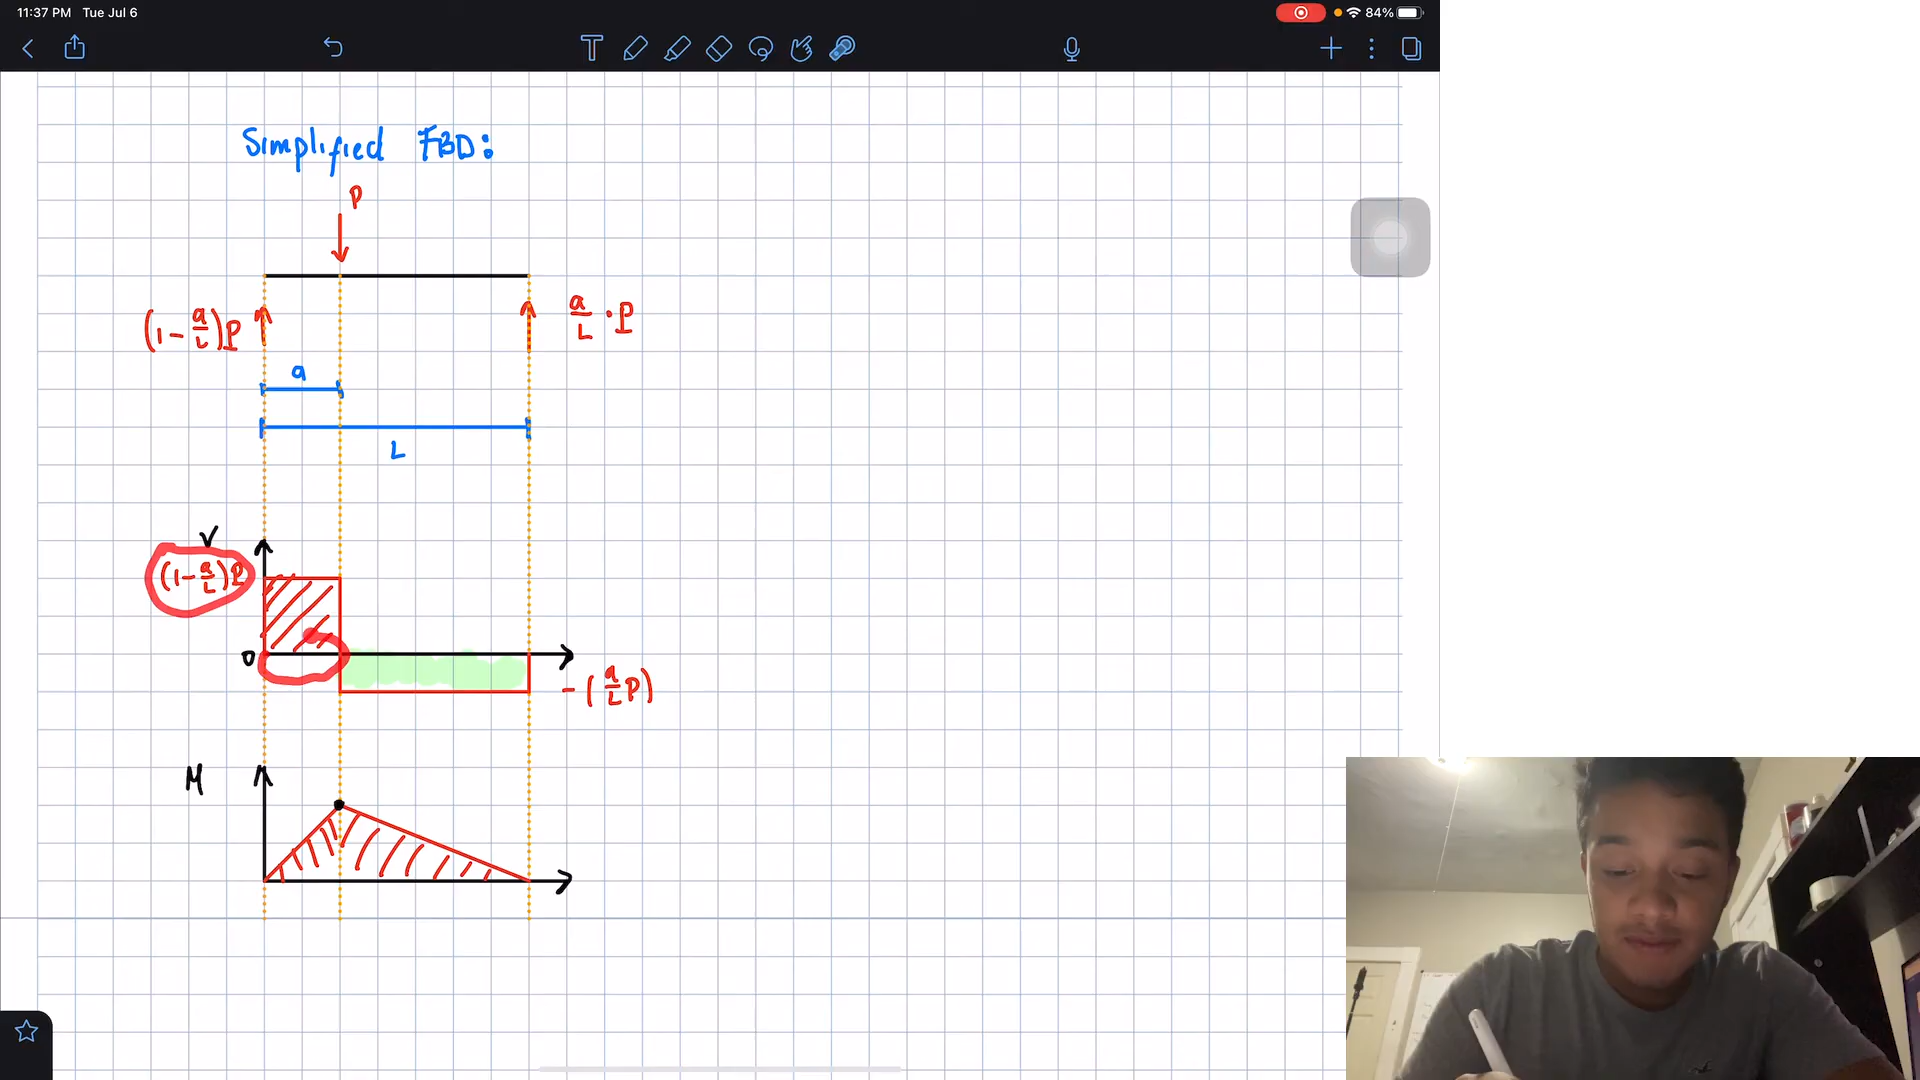 11:37 PM Tue Jul 6
84%
Simplified FBD:
P
(1-a/L)P
a/L · P
a
L
V
(1-a/L)P
0
-(a/L P)
M